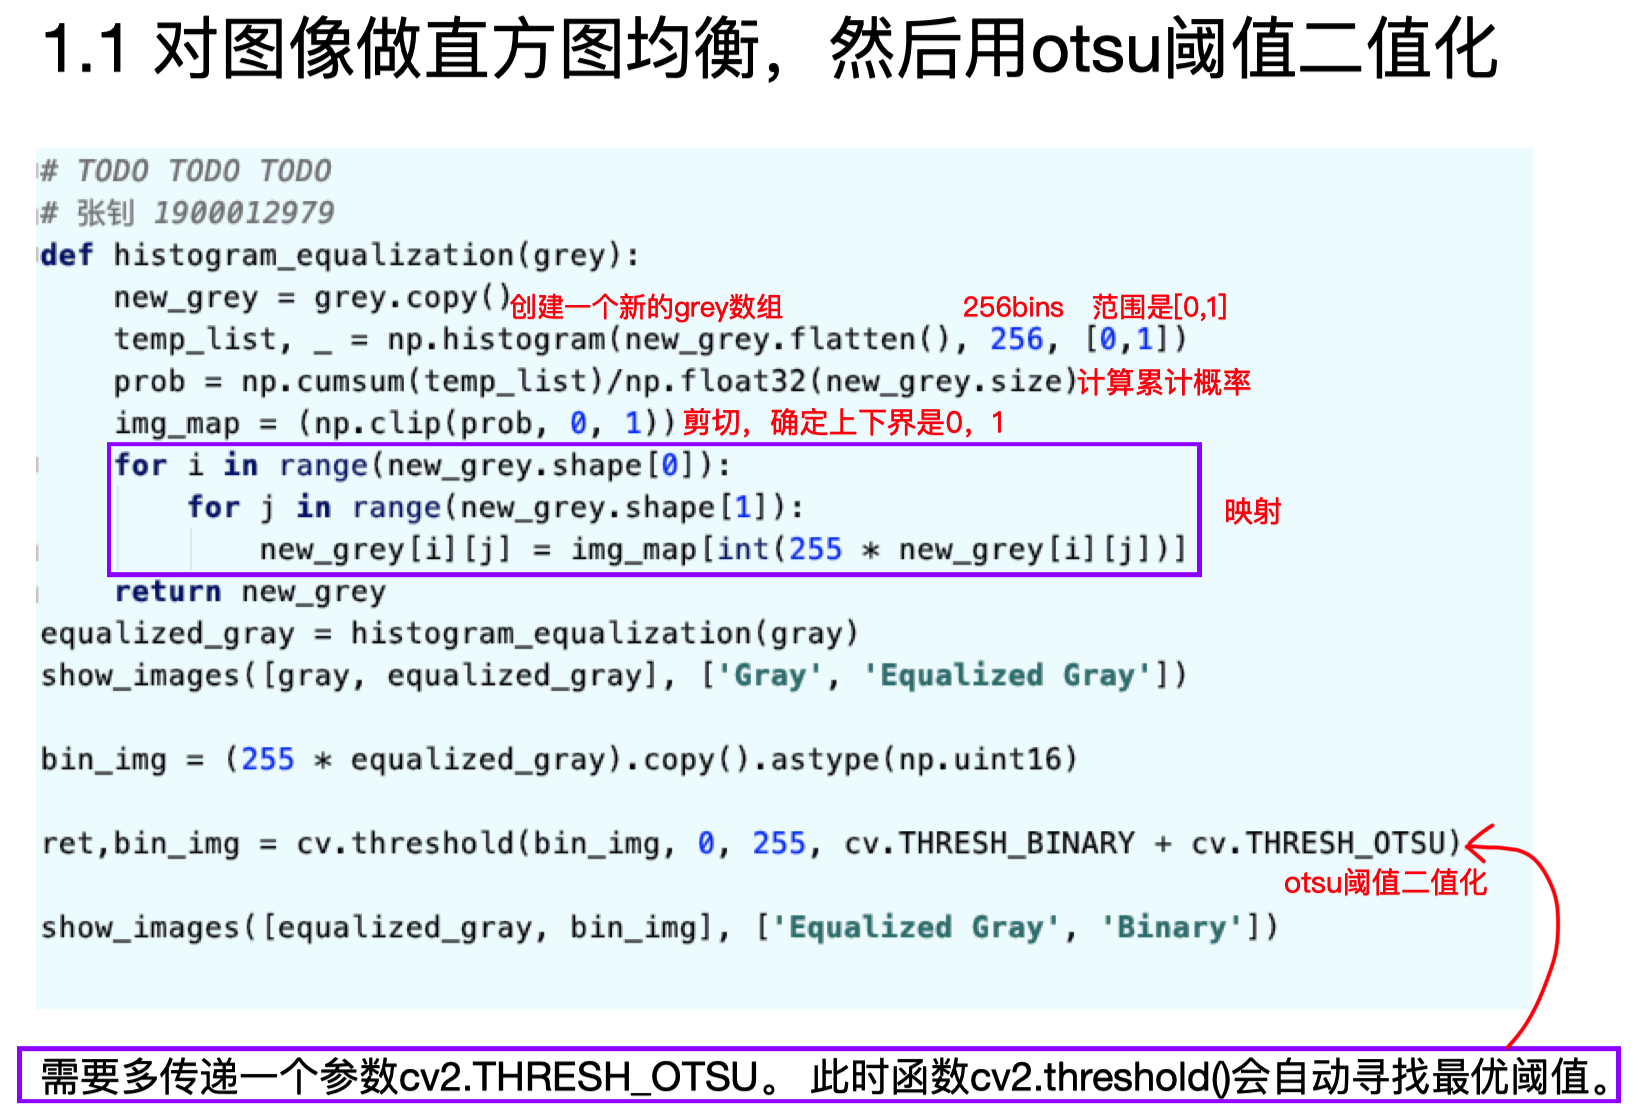 1.1 对图像做直方图均衡，然后用otsu阈值二值化
# TODO TODO TODO
# 张钊 1900012979
def histogram_equalization(grey):
new_grey = grey.copy()创建一个新的grey数组 256bins 范围是[0,1]
temp_list, _ = np.histogram(new_grey.flatten(), 256, [0,1])
prob = np.cumsum(temp_list)/np.float32(new_grey.size)计算累计概率
img_map = (np.clip(prob, 0, 1))剪切，确定上下界是0，1
for i in range(new_grey.shape[0]):
for j in range(new_grey.shape[1]):
映射
new_grey[i][j] = img_map[int(255 * new_grey[i][j])]
return new_grey
equalized_gray = histogram_equalization(gray)
show_images([gray, equalized_gray], ['Gray', 'Equalized Gray'])
bin_img = (255 * equalized_gray).copy().astype(np.uint16)
ret,bin_img = cv.threshold(bin_img, 0, 255, cv.THRESH_BINARY + cv.THRESH_OTSU)
otsu阈值二值化
show_images([equalized_gray, bin_img], ['Equalized Gray', 'Binary'])
需要多传递一个参数cv2.THRESH_OTSU。 此时函数cv2.threshold()会自动寻找最优阈值。